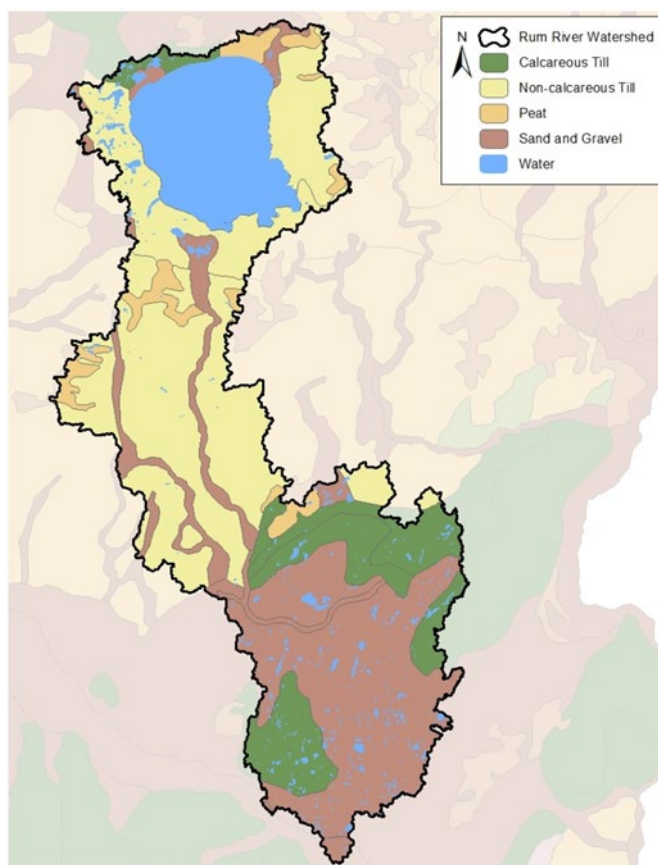 N
Rum River Watershed
Calcareous Till
Non-calcareous Till
Peat
Sand and Gravel
Water